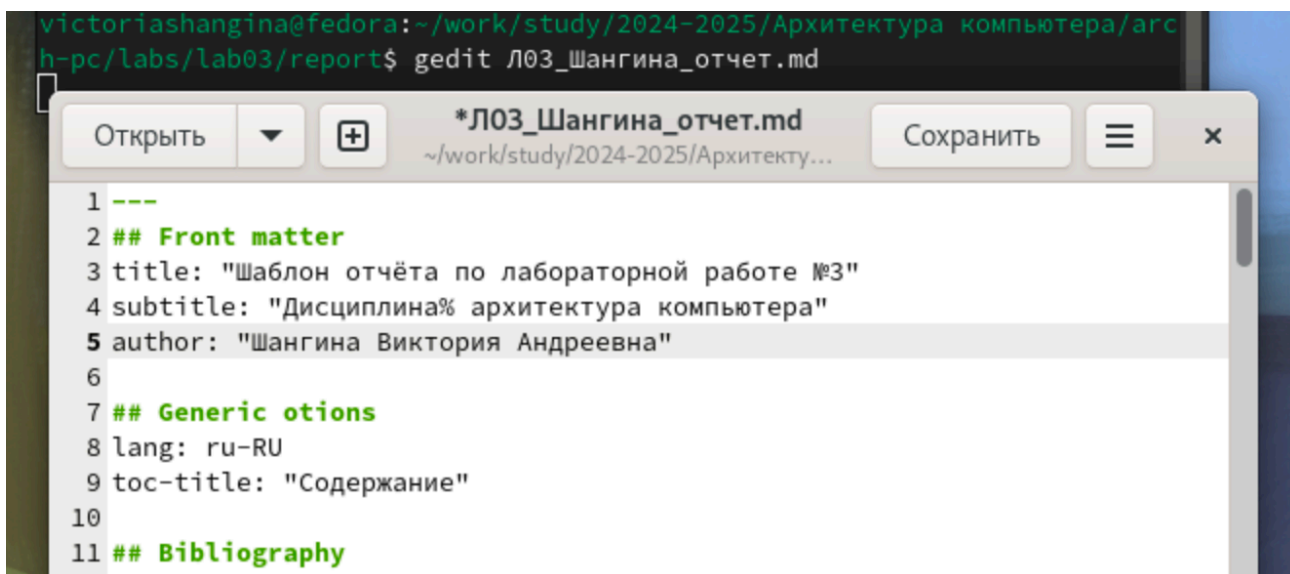 victoriashangina@fedora:~/work/study/2024-2025/Архитектура компьютера/arc
h-pc/labs/lab03/report$ gedit Л03_Шангина_отчет.md
Открыть
*Л03_Шангина_отчет.md
~/work/study/2024-2025/Архитекту...
Сохранить
1 ---
2 ## Front matter
3 title: "Шаблон отчёта по лабораторной работе №3"
4 subtitle: "Дисциплина% архитектура компьютера"
5 author: "Шангина Виктория Андреевна"
6
7 ## Generic otions
8 lang: ru-RU
9 toc-title: "Содержание"
10
11 ## Bibliography